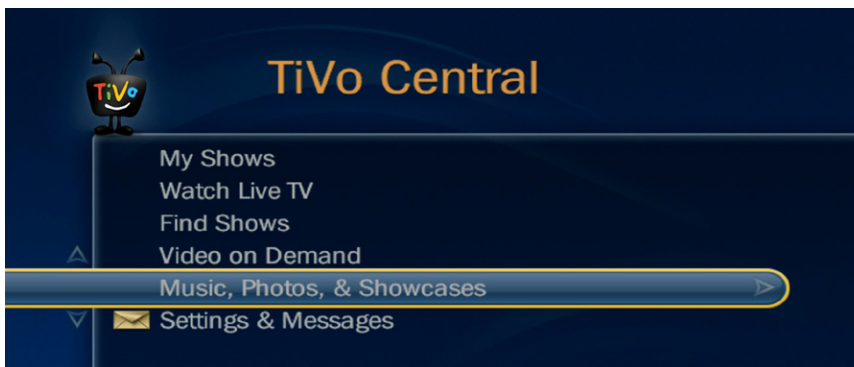 TiVo
TiVo Central
My Shows
Watch Live TV
Find Shows
Video on Demand
Music, Photos, & Showcases
Settings & Messages